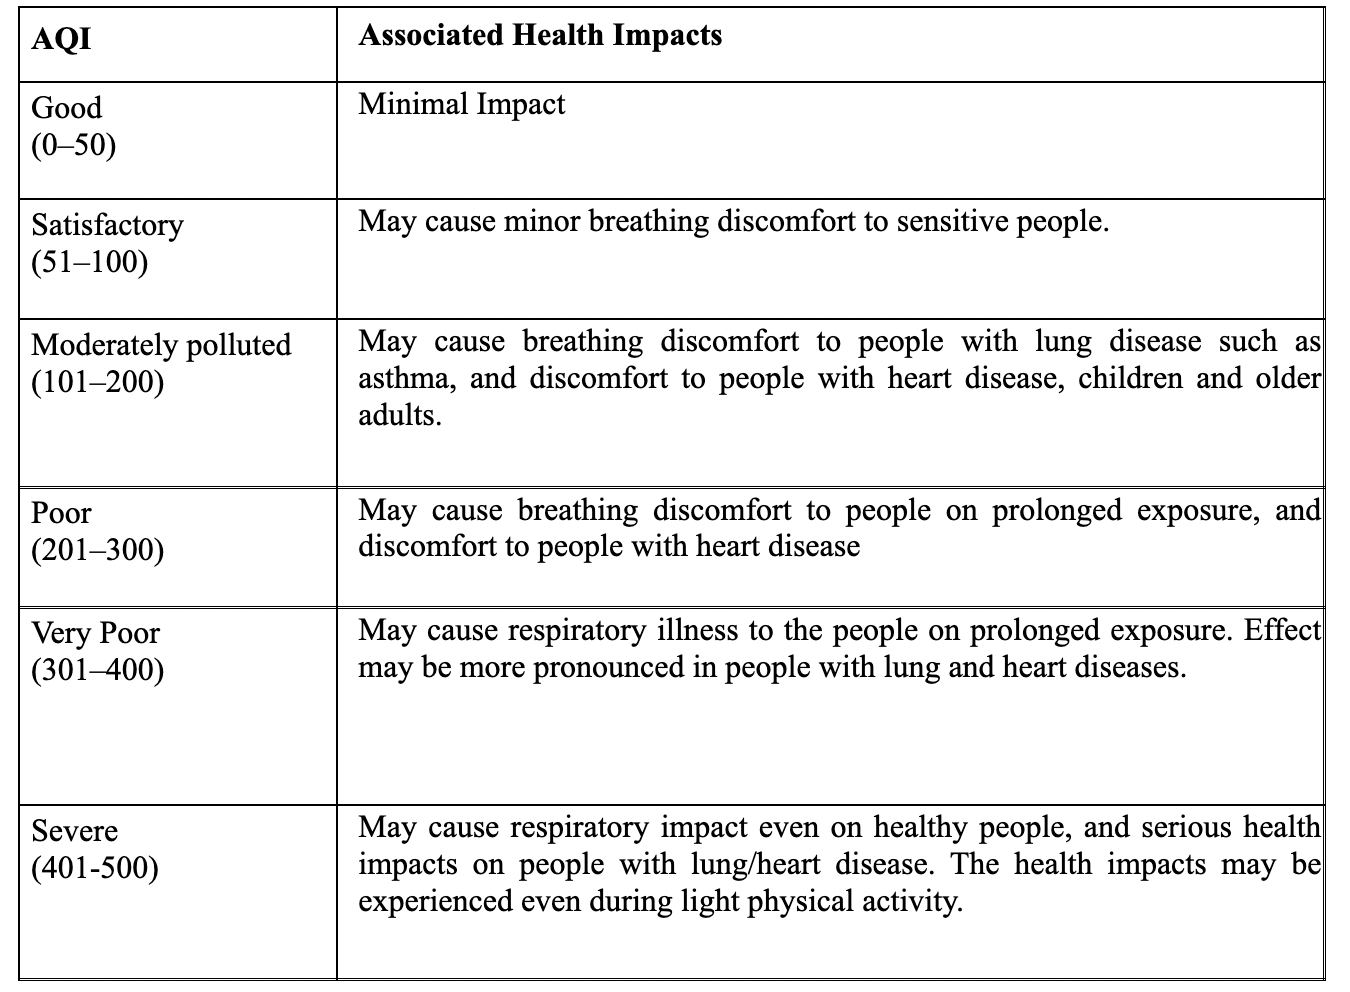 AQI
Associated Health Impacts
Good
(0–50)
Minimal Impact
Satisfactory
(51–100)
May cause minor breathing discomfort to sensitive people.
Moderately polluted
(101–200)
May cause breathing discomfort to people with lung disease such as
asthma, and discomfort to people with heart disease, children and older
adults.
Poor
(201–300)
May cause breathing discomfort to people on prolonged exposure, and
discomfort to people with heart disease
Very Poor
(301–400)
May cause respiratory illness to the people on prolonged exposure. Effect
may be more pronounced in people with lung and heart diseases.
Severe
(401-500)
May cause respiratory impact even on healthy people, and serious health
impacts on people with lung/heart disease. The health impacts may be
experienced even during light physical activity.